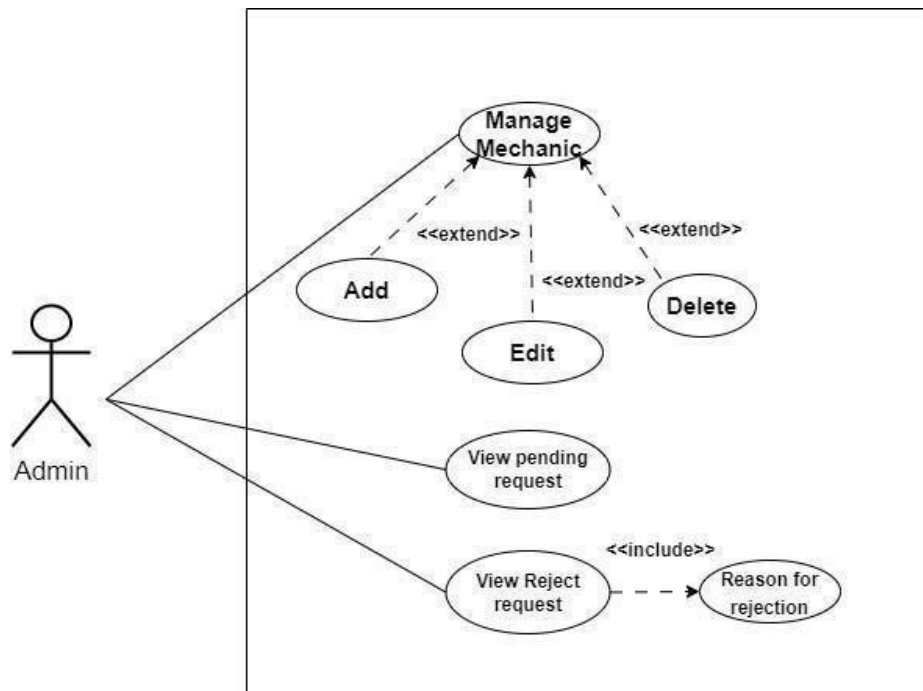 Manage
Mechanic
<<extend>>
<<extend>>
<<extend>>
Add
Delete
Edit
Admin
View pending
request
<<include>>
View Reject
request
Reason for
rejection